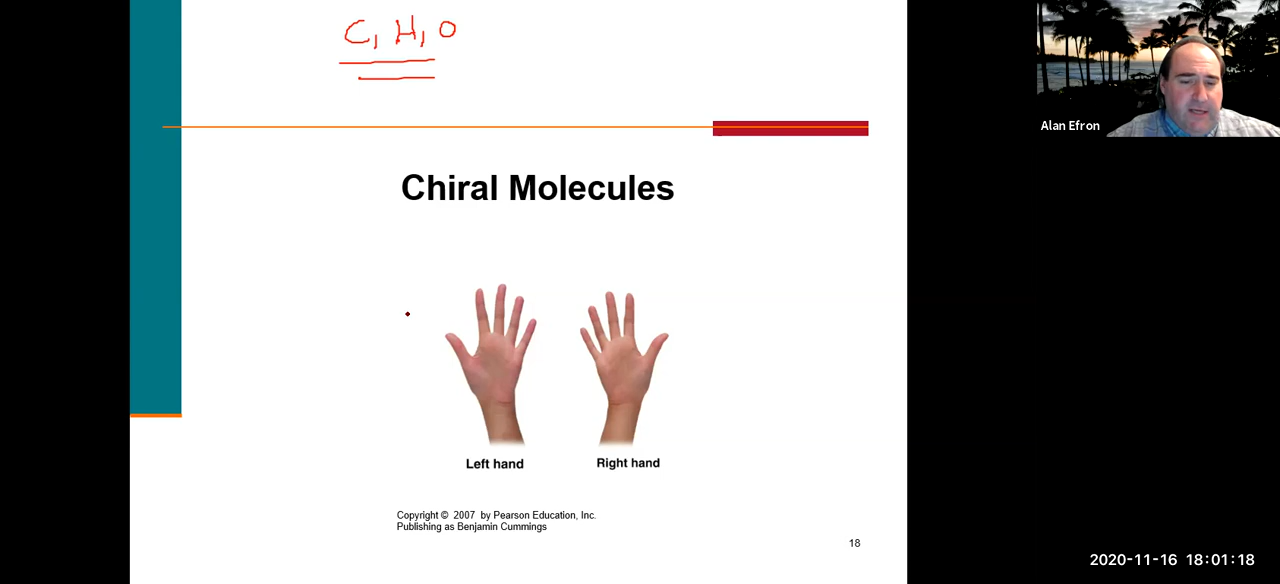 C, H, O
Alan Efron
Chiral Molecules
Left hand
Right hand
Copyright © 2007 by Pearson Education, Inc.
Publishing as Benjamin Cummings
18
2020-11-16 18:01:18